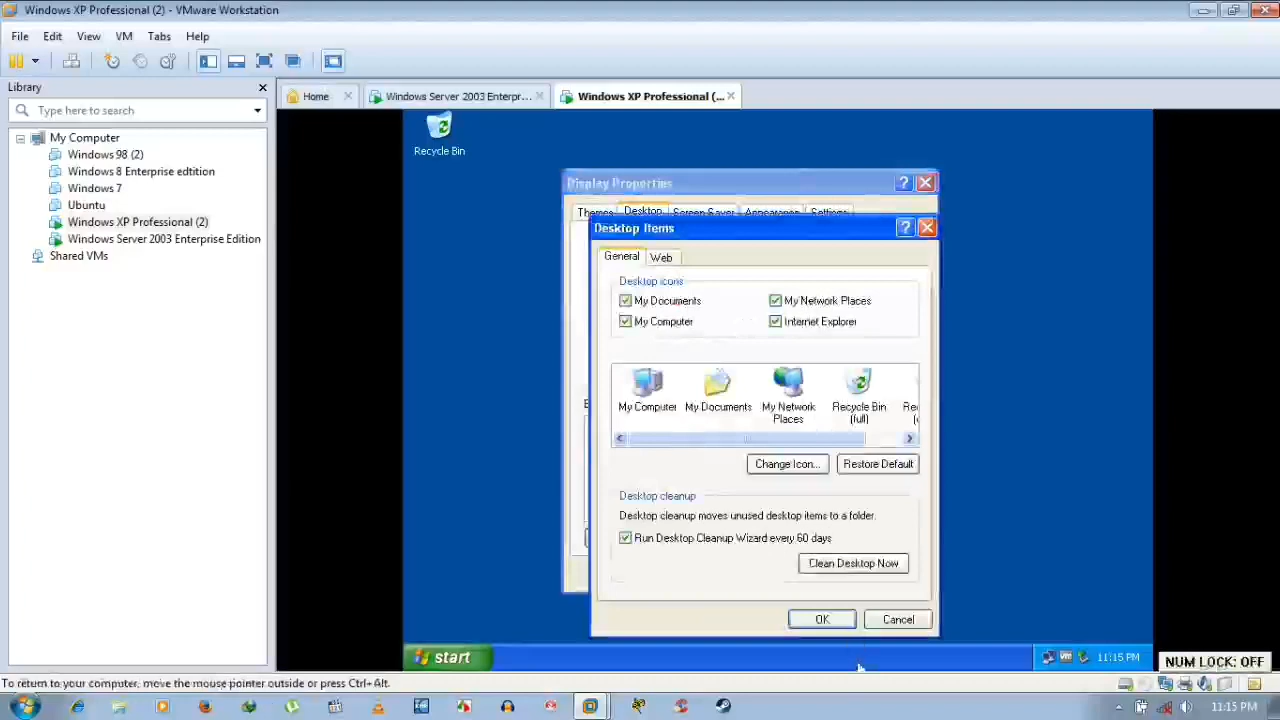 Windows XP Professional (2) - VMware Workstation
File Edit View VM Tabs Help
Library
Type here to search
My Computer
Windows 98 (2)
Windows 8 Enterprise edtition
Windows 7
Ubuntu
Windows XP Professional (2)
Windows Server 2003 Enterprise Edition
Shared VMs
Home
Windows Server 2003 Enterpr...
Windows XP Professional (...
Recycle Bin
Display Properties
Themes Desktop Screen Saver Appearance Settings
Desktop Items
General Web
Desktop icons
My Documents My Network Places
My Computer Internet Explorer
My Computer My Documents My Network Places Recycle Bin (full)
Change Icon... Restore Default
Desktop cleanup
Desktop cleanup moves unused desktop items to a folder.
Run Desktop Cleanup Wizard every 60 days
Clean Desktop Now
OK Cancel
start
11:15 PM
NUM LOCK: OFF
To return to your computer, move the mouse pointer outside or press Ctrl+Alt.
11:15 PM